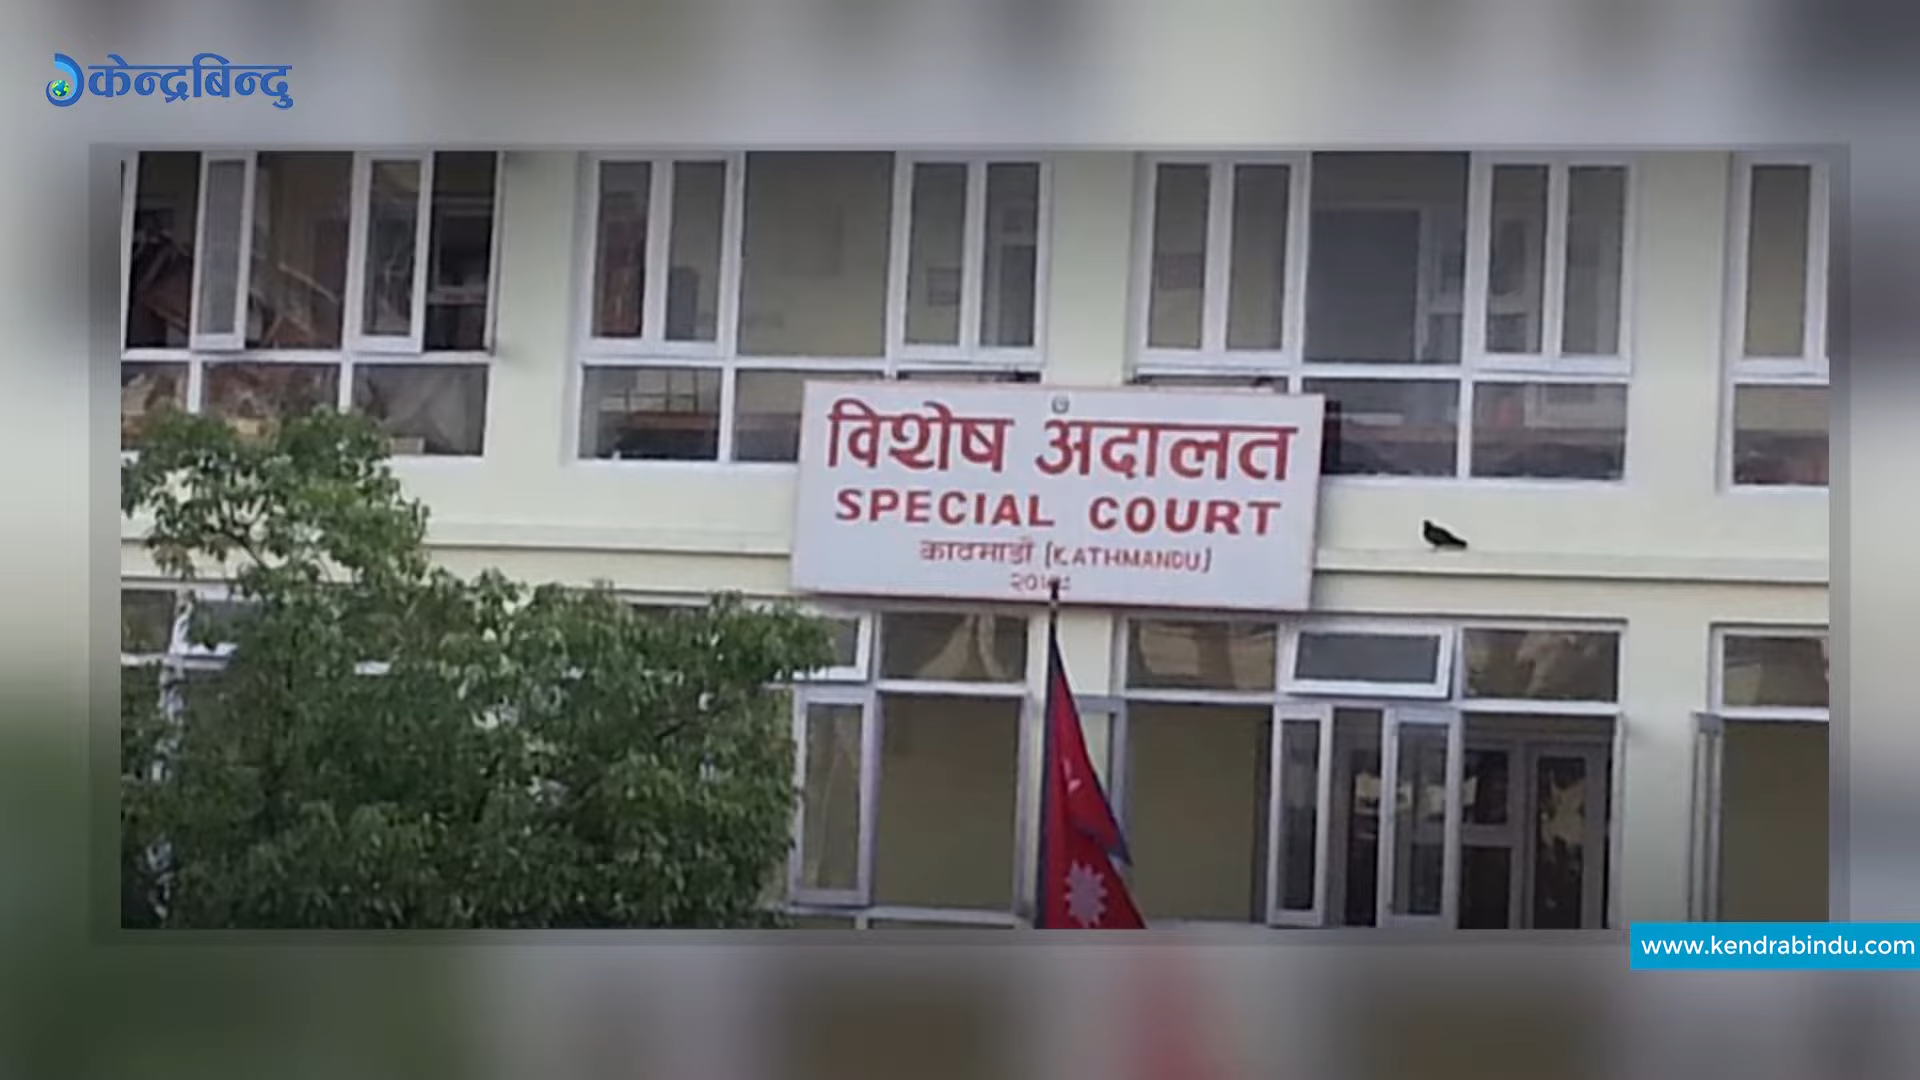 केन्द्रबिन्दु
विशेष अदालत
SPECIAL COURT
काठमाडौं (KATHMANDU)
www.kendrabindu.com